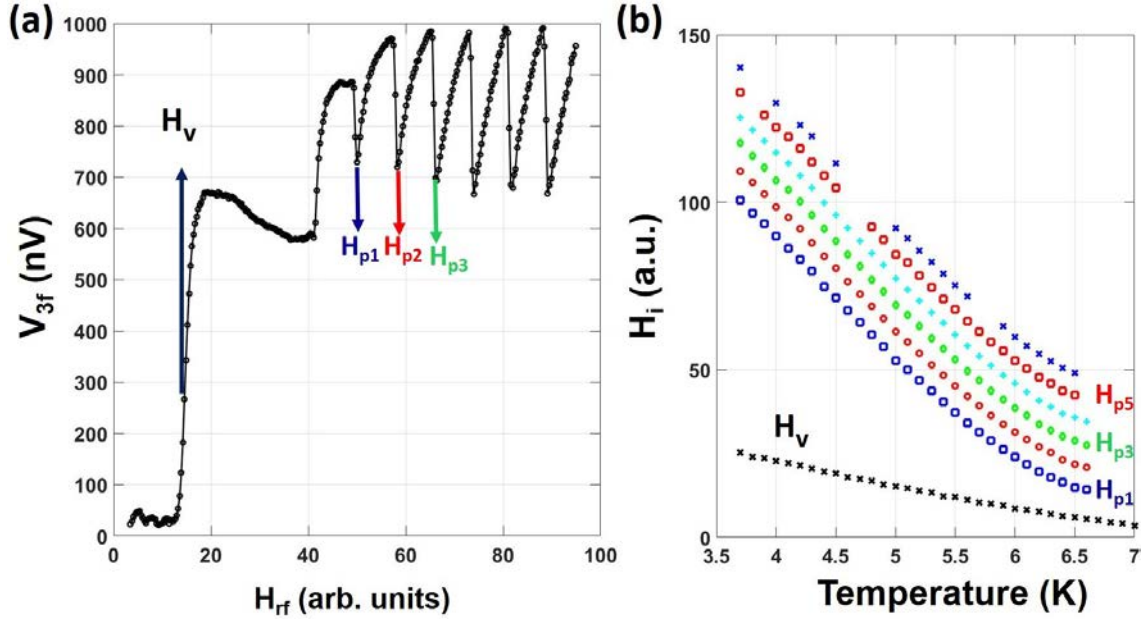 (a)
1000
900
800
700
600
500
400
300
200
100
0
V3f (nV)
Hv
Hp1 Hp2 Hp3
0 20 40 60 80 100
Hrf (arb. units)
(b)
150
100
50
0
Hi (a.u.)
Hv
Hp5
Hp3
Hp1
3.5 4 4.5 5 5.5 6 6.5 7
Temperature (K)